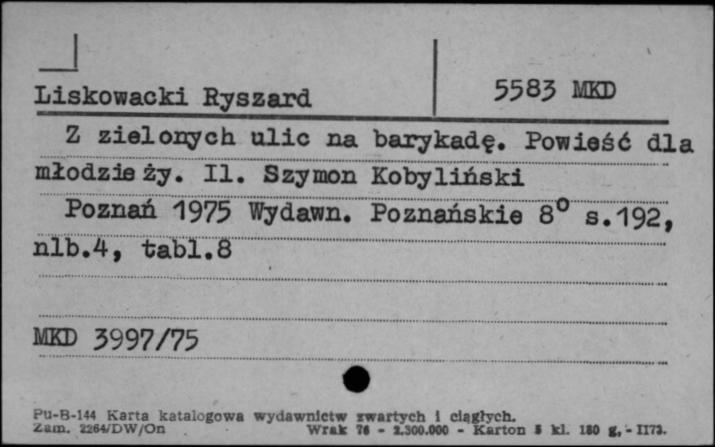 Liskowacki Ryszard
5583 MKD
Z zielonych ulic na barykadę. Powieść dla
młodzieży. Il. Szymon Kobyliński
Poznań 1975 Wydawn. Poznańskie 8° s.192,
nlb.4, tabl.8
MKD 3997/75
Pu-B-144 Karta katalogowa wydawnictw zwartych i ciągłych.
Zam. 2264/DW/On Wrak 76 - 2.300.000 - Karton kl. 180 g,